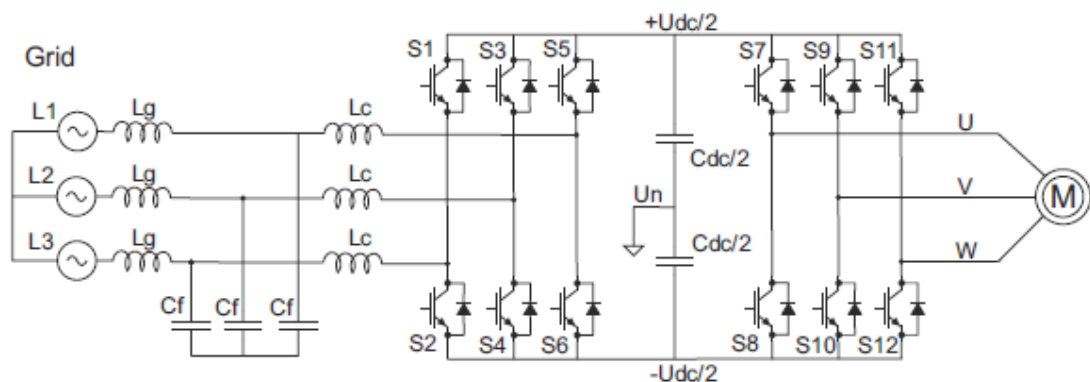 +Udc/2
S1 S3 S5 S7 S9 S11
Grid
L1 Lg Lc U
Cdc/2
L2 Lg Lc Un V M
L3 Lg Lc Cdc/2 W
Cf Cf Cf
S2 S4 S6 S8 S10 S12
-Udc/2